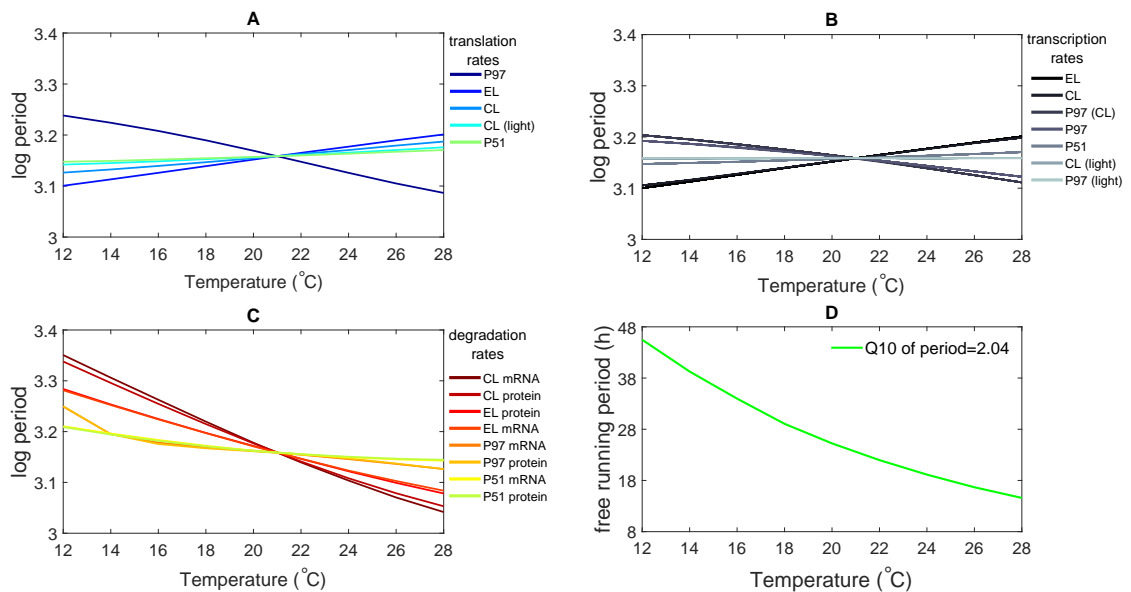 A
3.4
3.3
3.2
3.1
3
log period
12 14 16 18 20 22 24 26 28
Temperature (°C)
translation
rates
P97
EL
CL
CL (light)
P51
B
3.4
3.3
3.2
3.1
3
log period
12 14 16 18 20 22 24 26 28
Temperature (°C)
transcription
rates
EL
CL
P97 (CL)
P97
P51
CL (light)
P97 (light)
C
3.4
3.3
3.2
3.1
3
log period
12 14 16 18 20 22 24 26 28
Temperature (°C)
degradation
rates
CL mRNA
CL protein
EL protein
EL mRNA
P97 mRNA
P97 protein
P51 mRNA
P51 protein
D
48
38
28
18
8
free running period (h)
12 14 16 18 20 22 24 26 28
Temperature (°C)
Q10 of period=2.04